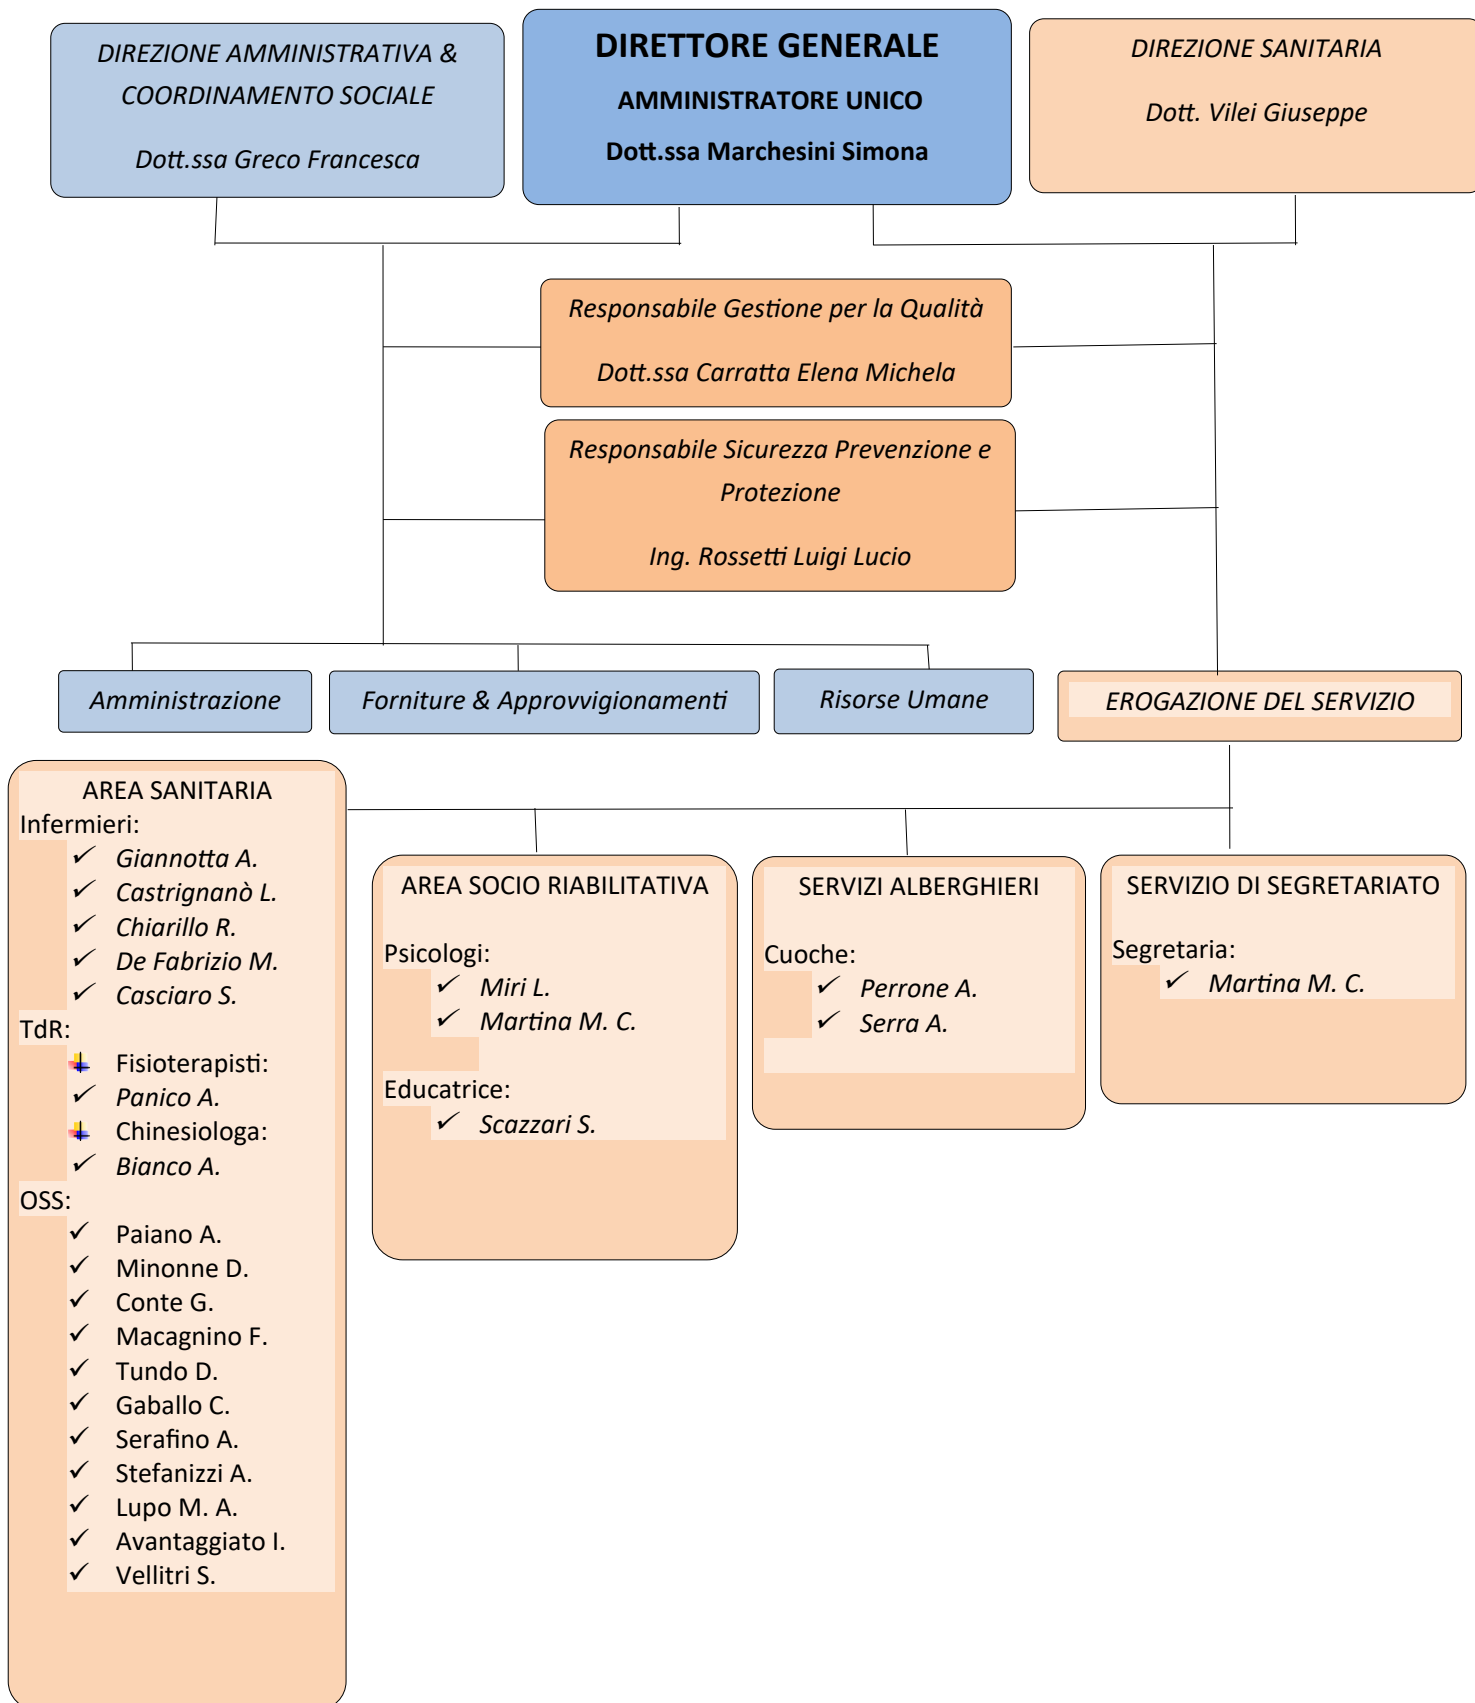 DIREZIONE AMMINISTRATIVA &
COORDINAMENTO SOCIALE
Dott.ssa Greco Francesca
DIRETTORE GENERALE
AMMINISTRATORE UNICO
Dott.ssa Marchesini Simona
DIREZIONE SANITARIA
Dott. Vilei Giuseppe
Responsabile Gestione per la Qualità
Dott.ssa Carratta Elena Michela
Responsabile Sicurezza Prevenzione e
Protezione
Ing. Rossetti Luigi Lucio
Amministrazione
Forniture & Approvvigionamenti
Risorse Umane
EROGAZIONE DEL SERVIZIO
AREA SANITARIA
Infermieri:
✓ Giannotta A.
✓ Castrignanò L.
✓ Chiarillo R.
✓ De Fabrizio M.
✓ Casciaro S.
TdR:
Fisioterapisti:
✓ Panico A.
Chinesiologa:
✓ Bianco A.
OSS:
✓ Paiano A.
✓ Minonne D.
✓ Conte G.
✓ Macagnino F.
✓ Tundo D.
✓ Gaballo C.
✓ Serafino A.
✓ Stefanizzi A.
✓ Lupo M. A.
✓ Avantaggiato I.
✓ Vellitri S.
AREA SOCIO RIABILITATIVA
Psicologi:
✓ Miri L.
✓ Martina M. C.
Educatrice:
✓ Scazzari S.
SERVIZI ALBERGHIERI
Cuoche:
✓ Perrone A.
✓ Serra A.
SERVIZIO DI SEGRETARIATO
Segretaria:
✓ Martina M. C.